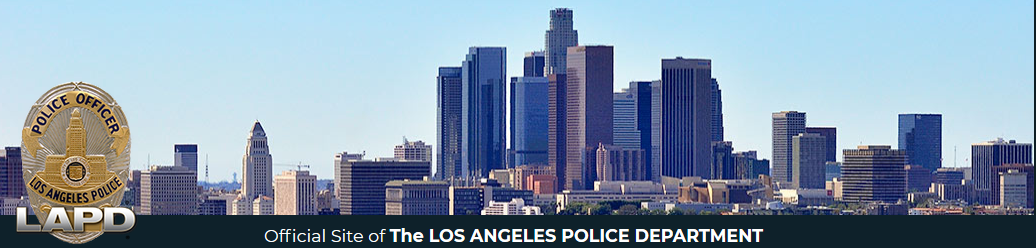 POLICE OFFICER
LOS ANGELES POLICE
LAPD
Official Site of The LOS ANGELES POLICE DEPARTMENT